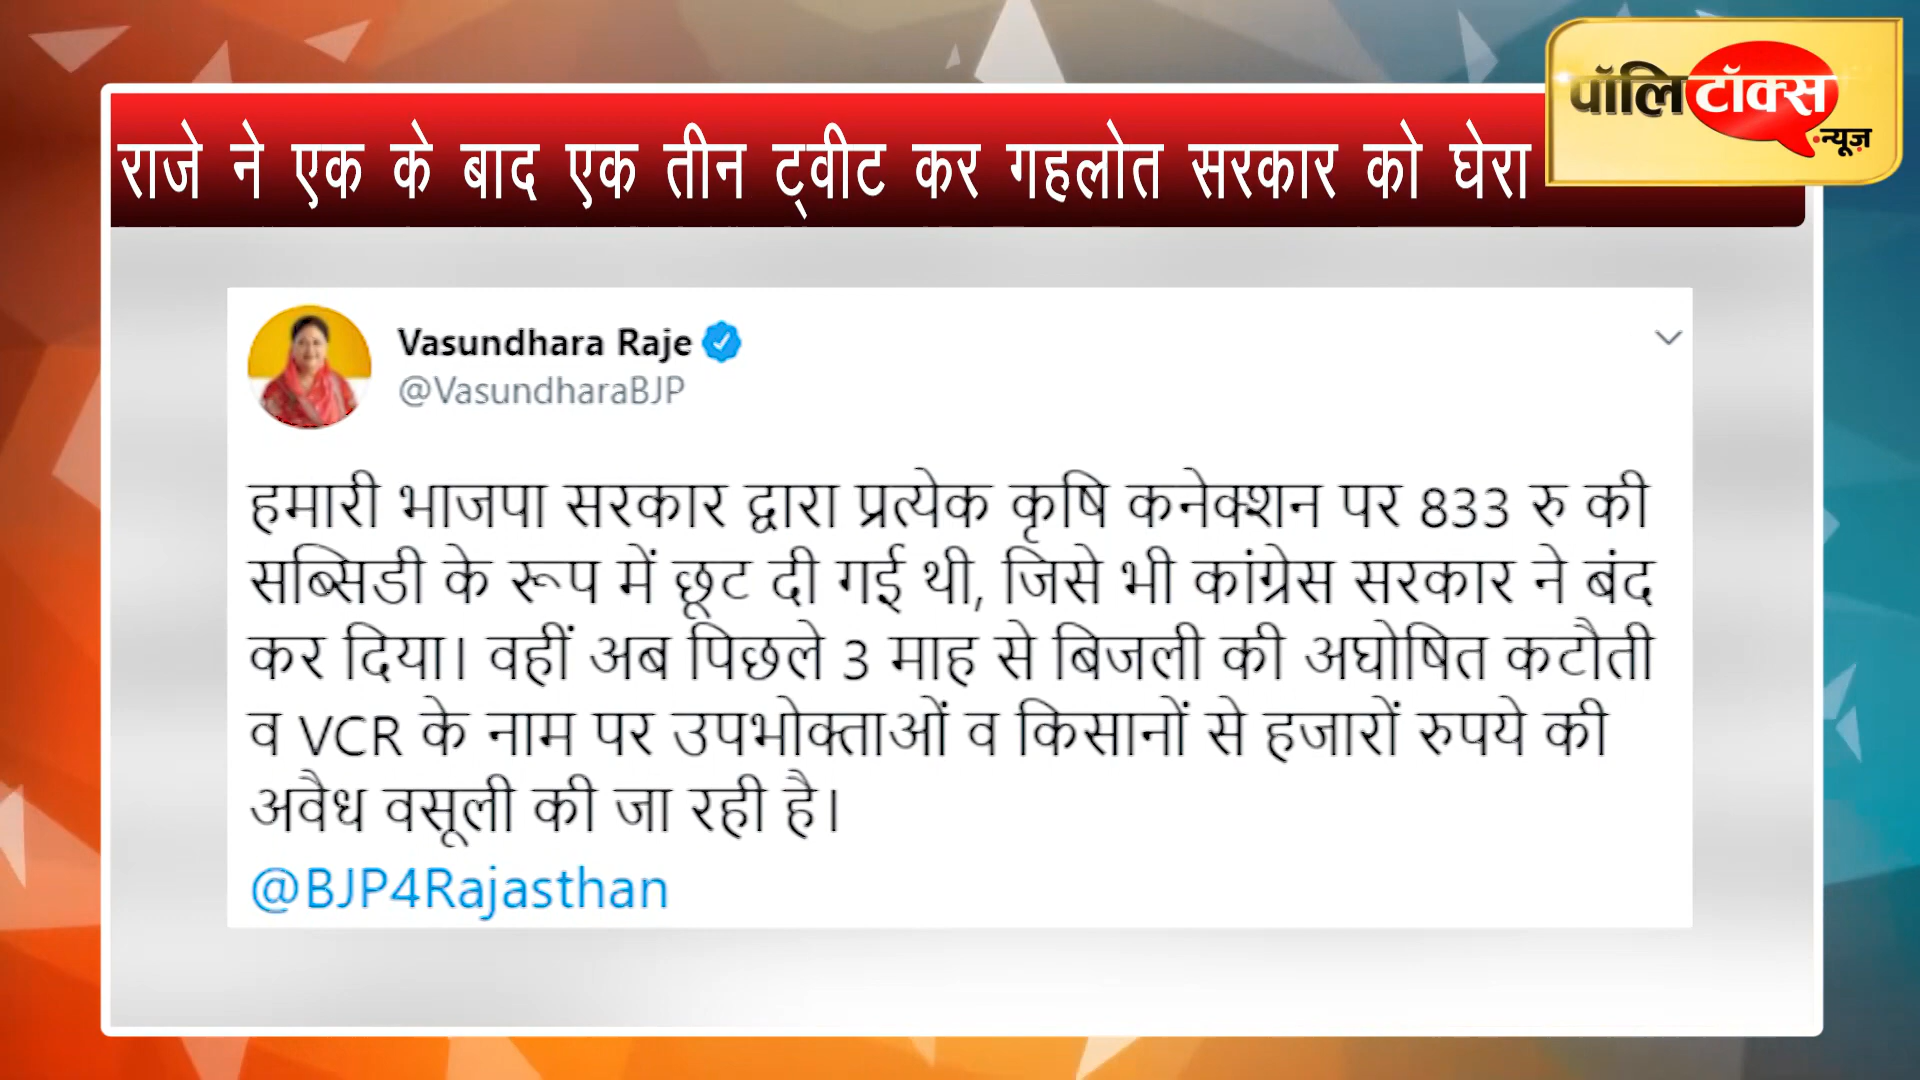 पॉलिटॉक्स
.न्यूज़
राजे ने एक के बाद एक तीन ट्वीट कर गहलोत सरकार को घेरा
Vasundhara Raje
@VasundharaBJP
हमारी भाजपा सरकार द्वारा प्रत्येक कृषि कनेक्शन पर 833 रु की
सब्सिडी के रूप में छूट दी गई थी, जिसे भी कांग्रेस सरकार ने बंद
कर दिया। वहीं अब पिछले 3 माह से बिजली की अघोषित कटौती
व VCR के नाम पर उपभोक्ताओं व किसानों से हजारों रुपये की
अवैध वसूली की जा रही है।
@BJP4Rajasthan